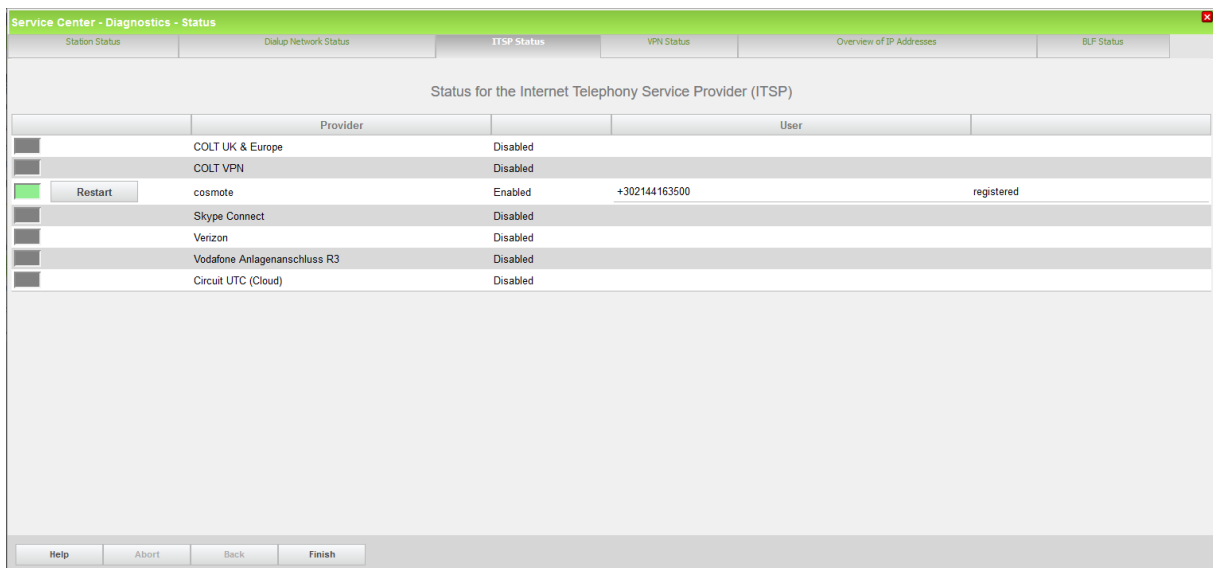 Service Center - Diagnostics - Status
Station Status Dialup Network Status ITSP Status VPN Status Overview of IP Addresses BLF Status
Status for the Internet Telephony Service Provider (ITSP)
Provider User
COLT UK & Europe Disabled
COLT VPN Disabled
Restart cosmote Enabled +302144163500 registered
Skype Connect Disabled
Verizon Disabled
Vodafone Anlagenanschluss R3 Disabled
Circuit UTC (Cloud) Disabled
Help Abort Back Finish